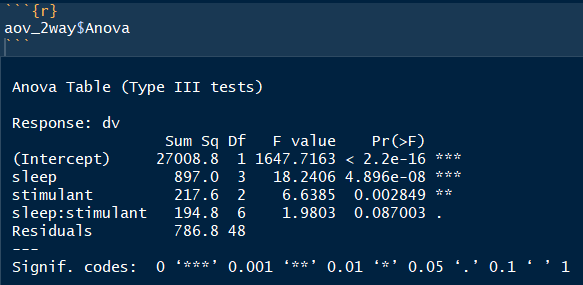 ```{r}
aov_2way$Anova
```
Anova Table (Type III tests)
Response: dv
Sum Sq Df F value Pr(>F)
(Intercept) 27008.8 1 1647.7163 < 2.2e-16 ***
sleep 897.0 3 18.2406 4.896e-08 ***
stimulant 217.6 2 6.6385 0.002849 **
sleep:stimulant 194.8 6 1.9803 0.087003 .
Residuals 786.8 48
---
Signif. codes: 0 ‘***’ 0.001 ‘**’ 0.01 ‘*’ 0.05 ‘.’ 0.1 ‘ ’ 1